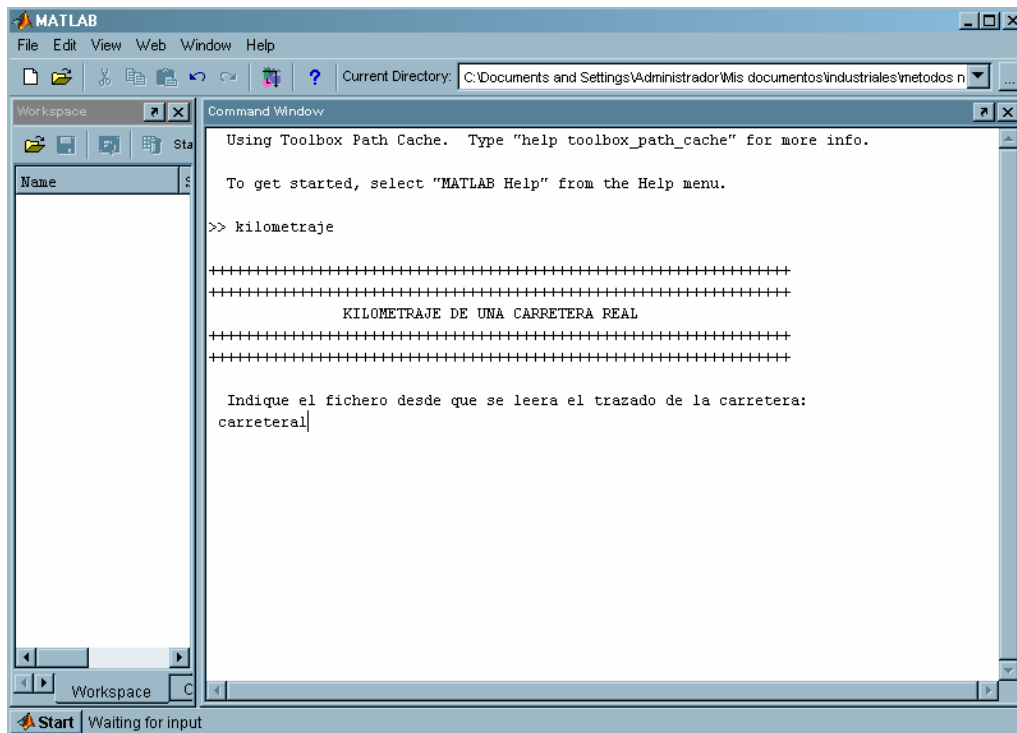 MATLAB
File Edit View Web Window Help
? Current Directory: C:\Documents and Settings\Administrador\Mis documentos\industriales\metodos n ...
Workspace
Sta
Name
Command Window
Using Toolbox Path Cache. Type "help toolbox_path_cache" for more info.
To get started, select "MATLAB Help" from the Help menu.
>> kilometraje
+++++++++++++++++++++++++++++++++++++++++++++++++++++++++++++++++
+++++++++++++++++++++++++++++++++++++++++++++++++++++++++++++++++
KILOMETRAJE DE UNA CARRETERA REAL
+++++++++++++++++++++++++++++++++++++++++++++++++++++++++++++++++
+++++++++++++++++++++++++++++++++++++++++++++++++++++++++++++++++
Indique el fichero desde que se leera el trazado de la carretera:
carretera1
Workspace C
Start Waiting for input